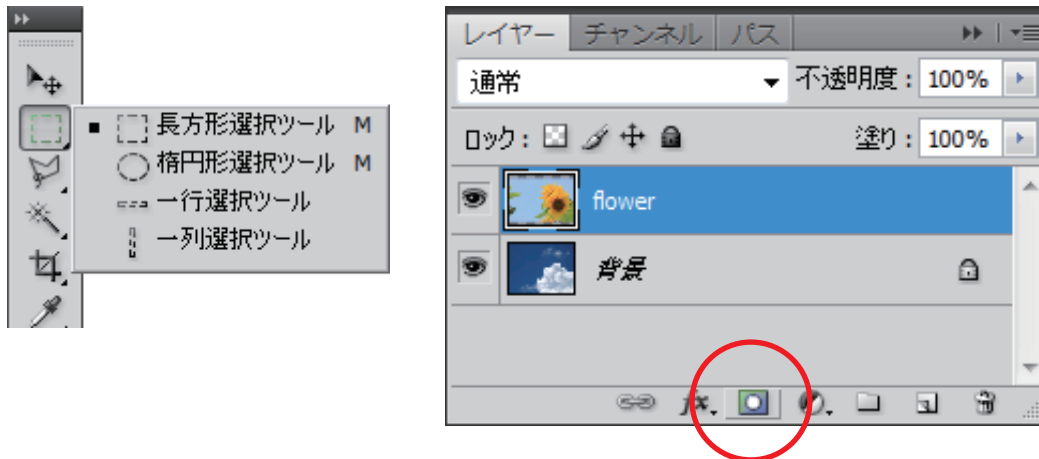 長方形選択ツール M
楕円形選択ツール M
一行選択ツール
一列選択ツール
レイヤー チャンネル パス
通常 不透明度: 100%
ロック: 塗り: 100%
flower
背景
fx.